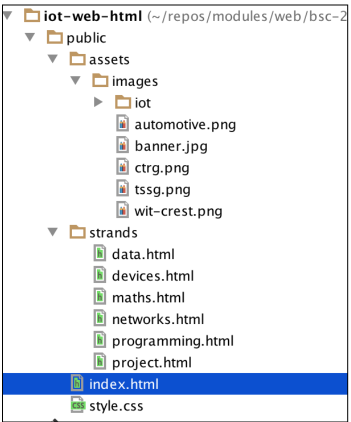 iot-web-html (~/repos/modules/web/bsc-2
public
assets
images
iot
automotive.png
banner.jpg
ctrg.png
tssg.png
wit-crest.png
strands
data.html
devices.html
maths.html
networks.html
programming.html
project.html
index.html
style.css